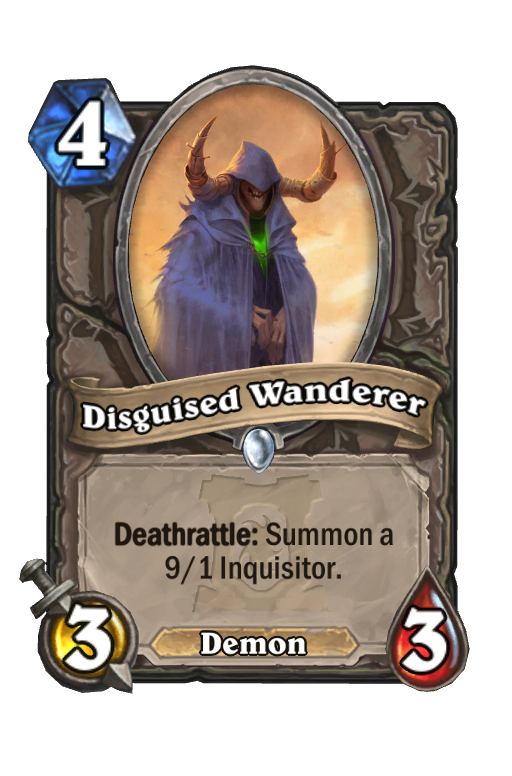 4
Disguised Wanderer
Deathrattle: Summon a
9/1 Inquisitor.
3
Demon
3